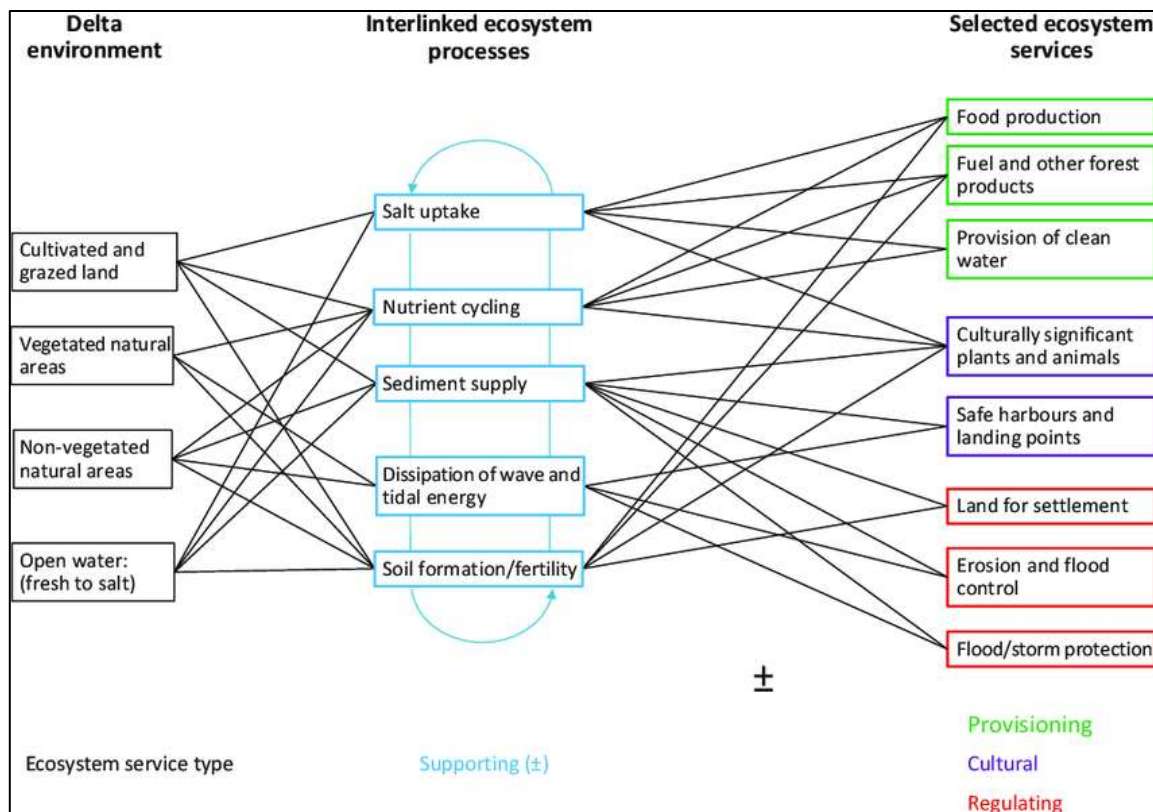 Delta
environment
Interlinked ecosystem
processes
Selected ecosystem
services
Cultivated and
grazed land
Vegetated natural
areas
Non-vegetated
natural areas
Open water:
(fresh to salt)
Salt uptake
Nutrient cycling
Sediment supply
Dissipation of wave and
tidal energy
Soil formation/fertility
Food production
Fuel and other forest
products
Provision of clean
water
Culturally significant
plants and animals
Safe harbours and
landing points
Land for settlement
Erosion and flood
control
Flood/storm protection
±
Ecosystem service type
Supporting (±)
Provisioning
Cultural
Regulating